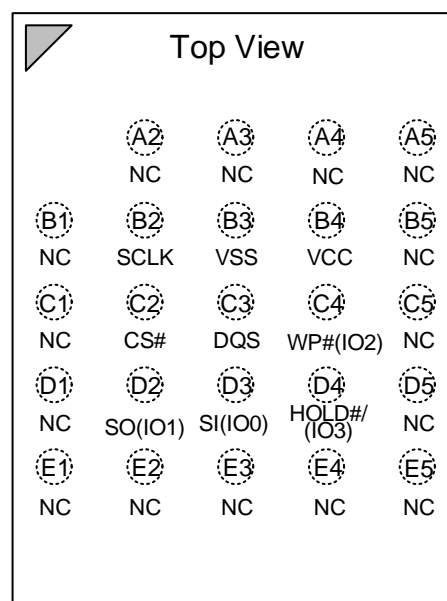 Top View
A2 A3 A4 A5
NC NC NC NC
B1 B2 B3 B4 B5
NC SCLK VSS VCC NC
C1 C2 C3 C4 C5
NC CS# DQS WP#(IO2) NC
D1 D2 D3 D4 D5
NC SO(IO1) SI(IO0) HOLD#/ NC
(IO3)
E1 E2 E3 E4 E5
NC NC NC NC NC